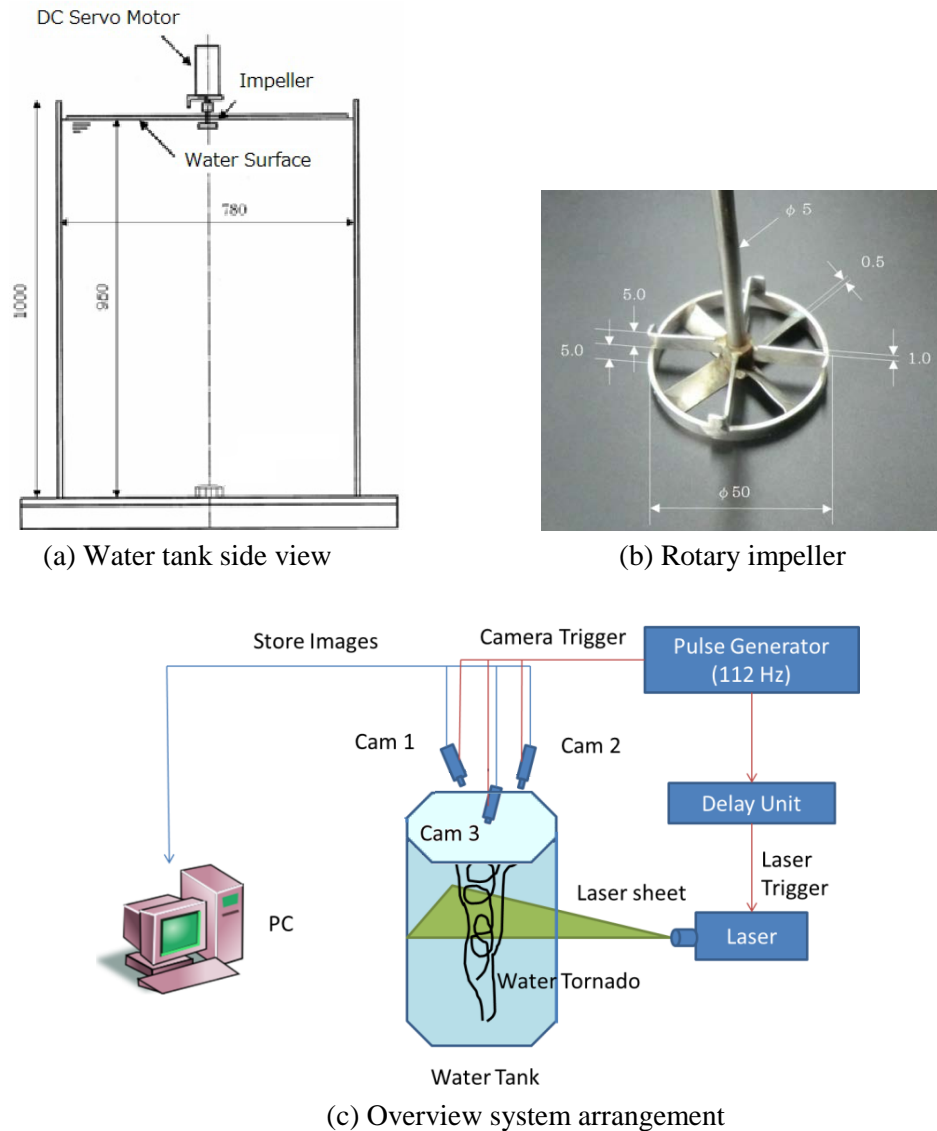 DC Servo Motor
Impeller
Water Surface
780
1000
950
(a) Water tank side view
φ 5
0.5
5.0
5.0
1.0
φ50
(b) Rotary impeller
Store Images
Camera Trigger
Pulse Generator
(112 Hz)
Cam 1
Cam 2
Delay Unit
Cam 3
Laser
Trigger
Laser sheet
PC
Laser
Water Tornado
Water Tank
(c) Overview system arrangement